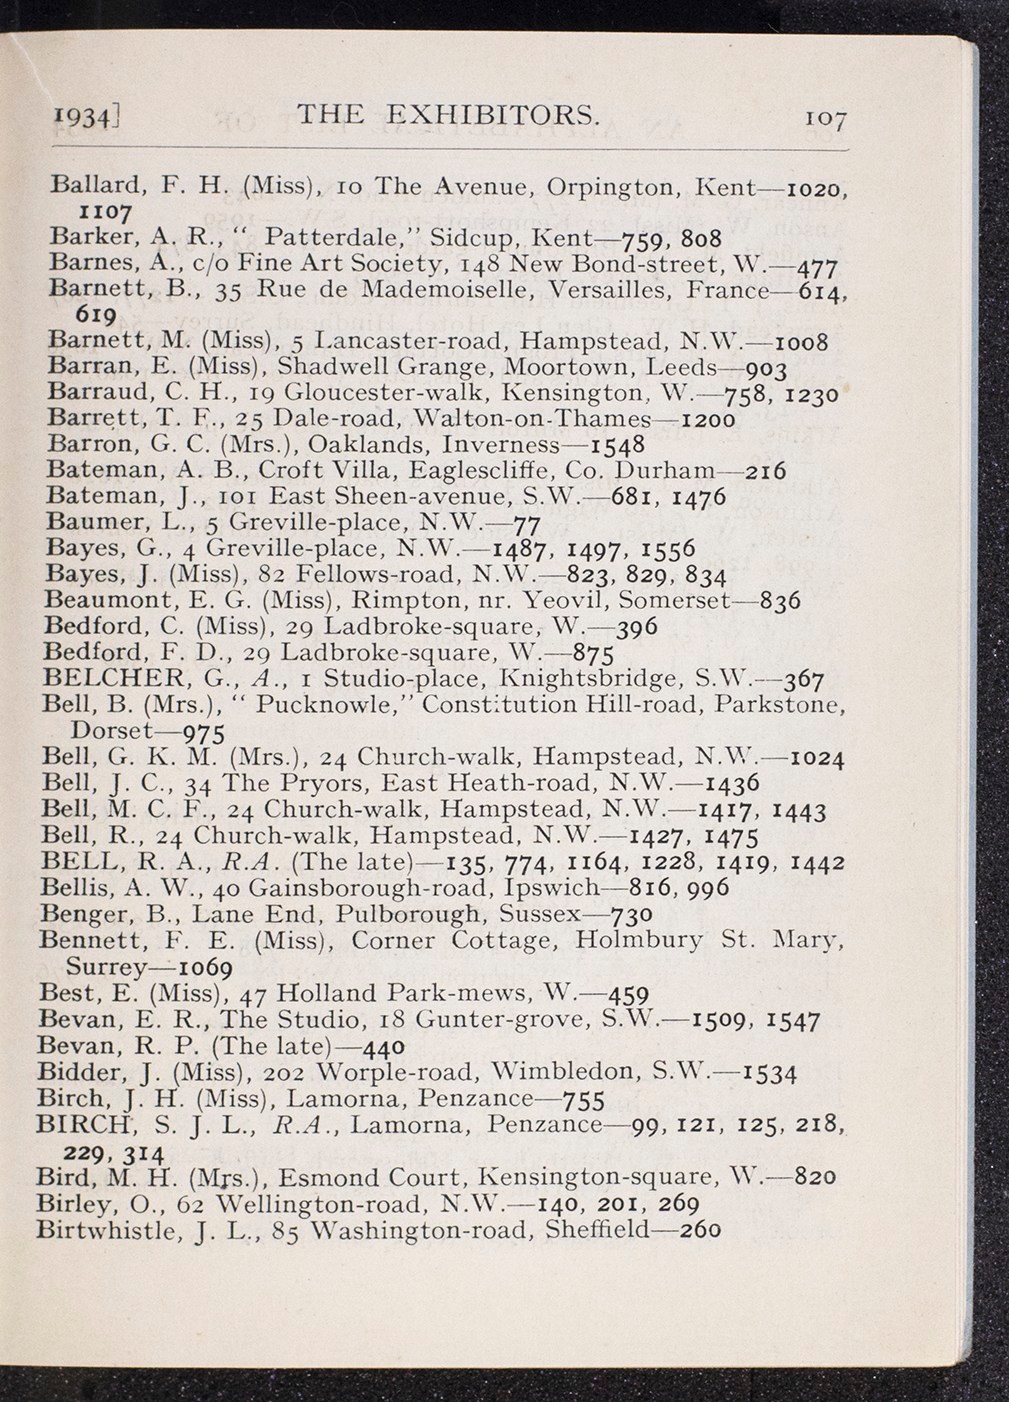 1934] THE EXHIBITORS. 107
Ballard, F. H. (Miss), 10 The Avenue, Orpington, Kent—1020,
1107
Barker, A. R., “ Patterdale,” Sidcup, Kent—759, 808
Barnes, A., c/o Fine Art Society, 148 New Bond-street, W.—477
Barnett, B., 35 Rue de Mademoiselle, Versailles, France—614,
619
Barnett, M. (Miss), 5 Lancaster-road, Hampstead, N.W.—1008
Barran, E. (Miss), Shadwell Grange, Moortown, Leeds—903
Barraud, C. H., 19 Gloucester-walk, Kensington, W.—758, 1230
Barrett, T. F., 25 Dale-road, Walton-on-Thames—1200
Barron, G. C. (Mrs.), Oaklands, Inverness—1548
Bateman, A. B., Croft Villa, Eaglescliffe, Co. Durham—216
Bateman, J., 101 East Sheen-avenue, S.W.—681, 1476
Baumer, L., 5 Greville-place, N.W.—77
Bayes, G., 4 Greville-place, N.W.—1487, 1497, 1556
Bayes, J. (Miss), 82 Fellows-road, N.W.—823, 829, 834
Beaumont, E. G. (Miss), Rimpton, nr. Yeovil, Somerset—836
Bedford, C. (Miss), 29 Ladbroke-square, W.—396
Bedford, F. D., 29 Ladbroke-square, W.—875
BELCHER, G., A., 1 Studio-place, Knightsbridge, S.W.—367
Bell, B. (Mrs.), “ Pucknowle,” Constitution Hill-road, Parkstone,
Dorset—975
Bell, G. K. M. (Mrs.), 24 Church-walk, Hampstead, N.W.—1024
Bell, J. C., 34 The Pryors, East Heath-road, N.W.—1436
Bell, M. C. F., 24 Church-walk, Hampstead, N.W.—1417, 1443
Bell, R., 24 Church-walk, Hampstead, N.W.—1427, 1475
BELL, R. A., R.A. (The late)—135, 774, 1164, 1228, 1419, 1442
Bellis, A. W., 40 Gainsborough-road, Ipswich—816, 996
Benger, B., Lane End, Pulborough, Sussex—730
Bennett, F. E. (Miss), Corner Cottage, Holmbury St. Mary,
Surrey—1069
Best, E. (Miss), 47 Holland Park-mews, W.—459
Bevan, E. R., The Studio, 18 Gunter-grove, S.W.—1509, 1547
Bevan, R. P. (The late)—440
Bidder, J. (Miss), 202 Worple-road, Wimbledon, S.W.—1534
Birch, J. H. (Miss), Lamorna, Penzance—755
BIRCH, S. J. L., R.A., Lamorna, Penzance—99, 121, 125, 218,
229, 314
Bird, M. H. (Mrs.), Esmond Court, Kensington-square, W.—820
Birley, O., 62 Wellington-road, N.W.—140, 201, 269
Birtwhistle, J. L., 85 Washington-road, Sheffield—260